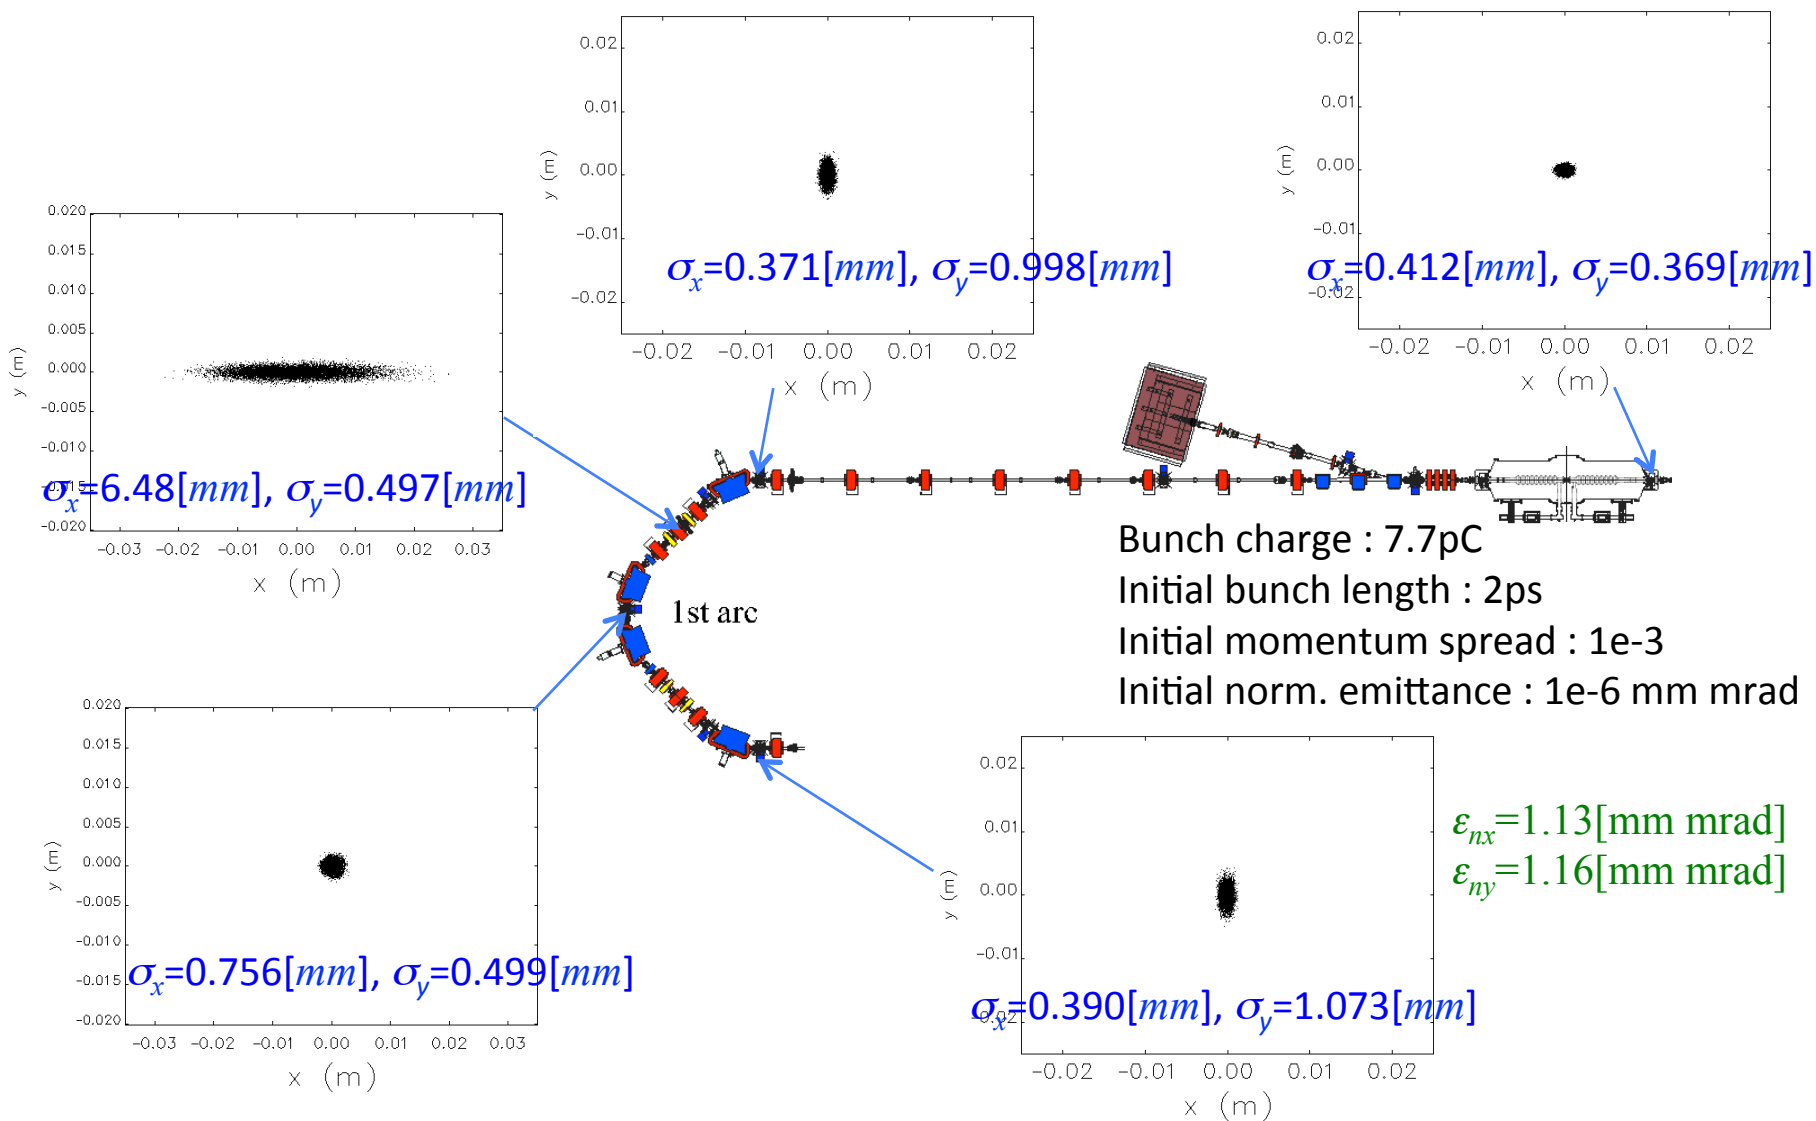 0.02
0.01
0.00
−0.01
−0.02
y (m)
−0.02 −0.01 0.00 0.01 0.02
x (m)
σx=0.371[mm], σy=0.998[mm]
0.02
0.01
0.00
−0.01
−0.02
y (m)
−0.02 −0.01 0.00 0.01 0.02
x (m)
σx=0.412[mm], σy=0.369[mm]
0.020
0.015
0.010
0.005
0.000
−0.005
−0.010
−0.015
−0.020
y (m)
−0.03 −0.02 −0.01 0.00 0.01 0.02 0.03
x (m)
σx=6.48[mm], σy=0.497[mm]
1st arc
Bunch charge : 7.7pC
Initial bunch length : 2ps
Initial momentum spread : 1e-3
Initial norm. emittance : 1e-6 mm mrad
0.020
0.015
0.010
0.005
0.000
−0.005
−0.010
−0.015
−0.020
y (m)
−0.03 −0.02 −0.01 0.00 0.01 0.02 0.03
x (m)
σx=0.756[mm], σy=0.499[mm]
0.02
0.01
0.00
−0.01
−0.02
y (m)
−0.02 −0.01 0.00 0.01 0.02
x (m)
σx=0.390[mm], σy=1.073[mm]
εnx=1.13[mm mrad]
εny=1.16[mm mrad]